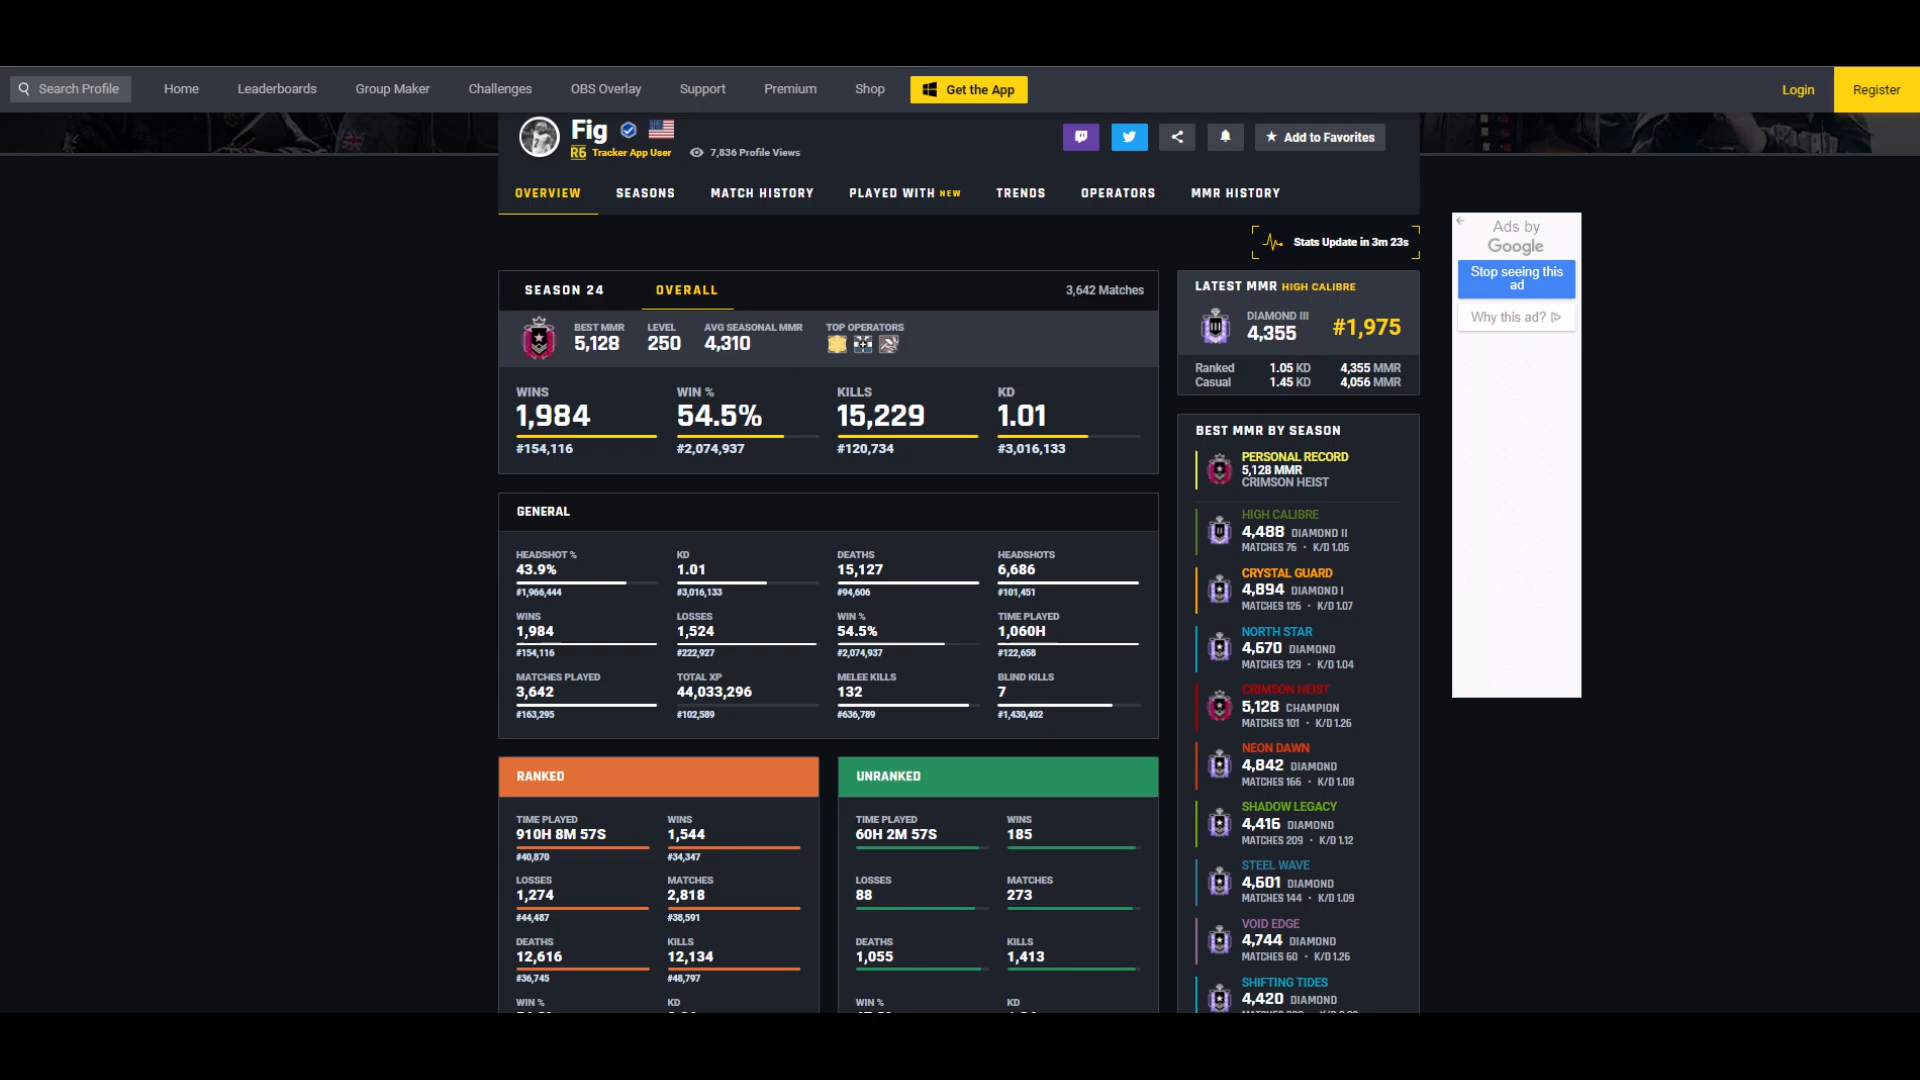 Search Profile
Home
Leaderboards
Group Maker
Challenges
OBS Overlay
Support
Premium
Shop
Get the App
Login
Register
Fig
R6 Tracker App User
7,836 Profile Views
Add to Favorites
OVERVIEW
SEASONS
MATCH HISTORY
PLAYED WITH NEW
TRENDS
OPERATORS
MMR HISTORY
Stats Update in 3m 23s
SEASON 24
OVERALL
3,642 Matches
BEST MMR
5,128
LEVEL
250
AVG SEASONAL MMR
4,310
TOP OPERATORS
WINS
1,984
#154,116
WIN %
54.5%
#2,074,937
KILLS
15,229
#120,734
KD
1.01
#3,016,133
GENERAL
HEADSHOT %
43.9%
#1,966,444
KD
1.01
#3,016,133
DEATHS
15,127
#94,606
HEADSHOTS
6,686
#101,451
WINS
1,984
#154,116
LOSSES
1,524
#222,927
WIN %
54.5%
#2,074,937
TIME PLAYED
1,060H
#122,658
MATCHES PLAYED
3,642
#163,295
TOTAL XP
44,033,296
#102,589
MELEE KILLS
132
#636,789
BLIND KILLS
7
#1,430,402
RANKED
TIME PLAYED
910H 8M 57S
#40,870
WINS
1,544
#34,347
LOSSES
1,274
#44,487
MATCHES
2,818
#38,591
DEATHS
12,616
#36,745
KILLS
12,134
#48,797
WIN %
KD
UNRANKED
TIME PLAYED
60H 2M 57S
WINS
185
LOSSES
88
MATCHES
273
DEATHS
1,055
KILLS
1,413
WIN %
KD
LATEST MMR HIGH CALIBRE
DIAMOND III
4,355
#1,975
Ranked 1.05 KD 4,355 MMR
Casual 1.45 KD 4,056 MMR
BEST MMR BY SEASON
PERSONAL RECORD
5,128 MMR
CRIMSON HEIST
HIGH CALIBRE
4,488 DIAMOND II
MATCHES 76 • K/D 1.05
CRYSTAL GUARD
4,894 DIAMOND I
MATCHES 126 • K/D 1.07
NORTH STAR
4,670 DIAMOND
MATCHES 129 • K/D 1.04
CRIMSON HEIST
5,128 CHAMPION
MATCHES 101 • K/D 1.26
NEON DAWN
4,842 DIAMOND
MATCHES 166 • K/D 1.08
SHADOW LEGACY
4,416 DIAMOND
MATCHES 209 • K/D 1.12
STEEL WAVE
4,601 DIAMOND
MATCHES 144 • K/D 1.09
VOID EDGE
4,744 DIAMOND
MATCHES 60 • K/D 1.26
SHIFTING TIDES
4,420 DIAMOND
Ads by
Google
Stop seeing this
ad
Why this ad?